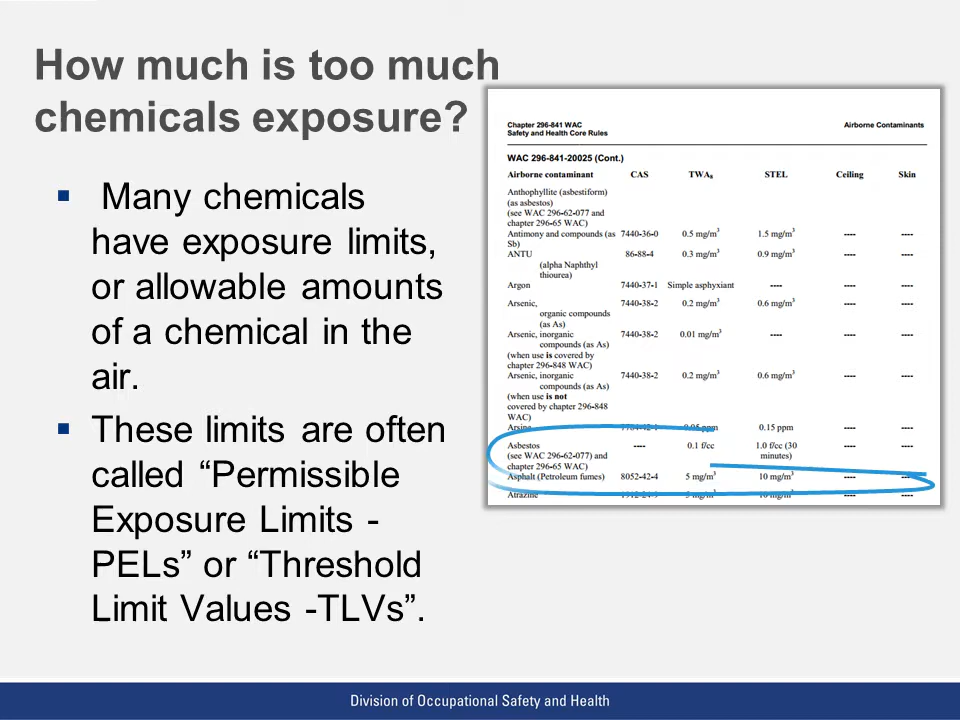 How much is too much
chemicals exposure?
▪ Many chemicals
have exposure limits,
or allowable amounts
of a chemical in the
air.
▪ These limits are often
called “Permissible
Exposure Limits -
PELs” or “Threshold
Limit Values -TLVs”.
Chapter 296-841 WAC Airborne Contaminants
Safety and Health Core Rules
WAC 296-841-20025 (Cont.)
Airborne contaminant CAS TWA8 STEL Ceiling Skin
Anthophyllite (asbestiform)
(as asbestos)
(see WAC 296-62-077 and
chapter 296-65 WAC)
Antimony and compounds (as 7440-36-0 0.5 mg/m3 1.5 mg/m3 ---- ----
Sb)
ANTU 86-88-4 0.3 mg/m3 0.9 mg/m3 ---- ----
(alpha Naphthyl
thiourea)
Argon 7440-37-1 Simple asphyxiant ---- ---- ----
Arsenic, 7440-38-2 0.2 mg/m3 0.6 mg/m3 ---- ----
organic compounds
(as As)
Arsenic, inorganic 7440-38-2 0.01 mg/m3 ---- ---- ----
compounds (as As)
(when use is covered by
chapter 296-848 WAC)
Arsenic, inorganic 7440-38-2 0.2 mg/m3 0.6 mg/m3 ---- ----
compounds (as As)
(when use is not
covered by chapter 296-848
WAC)
Arsine 7784-42-1 0.05 ppm 0.15 ppm ---- ----
Asbestos ---- 0.1 f/cc 1.0 f/cc (30 ---- ----
(see WAC 296-62-077) and minutes)
chapter 296-65 WAC)
Asphalt (Petroleum fumes) 8052-42-4 5 mg/m3 10 mg/m3 ---- ----
Atrazine 1912-24-9 5 mg/m3 10 mg/m3 ---- ----
Division of Occupational Safety and Health